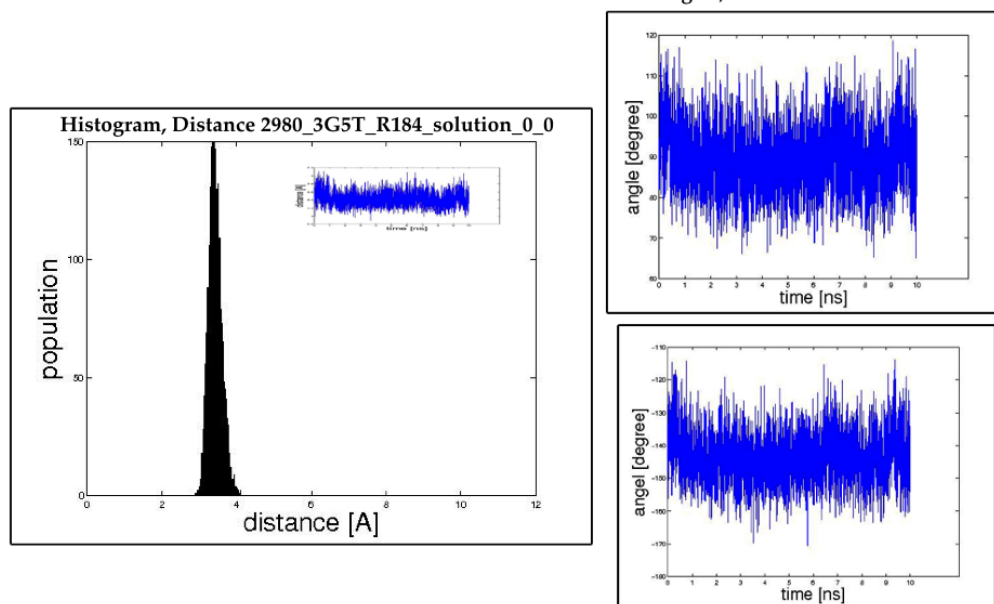 Histogram, Distance 2980_3G5T_R184_solution_0_0
150
100
50
0
population
0 2 4 6 8 10 12
distance [A]
distance [A]
time [ns]
120
110
100
90
80
70
60
angle [degree]
0 1 2 3 4 5 6 7 8 9 10
time [ns]
-110
-120
-130
-140
-150
-160
-170
-180
angel [degree]
0 1 2 3 4 5 6 7 8 9 10
time [ns]